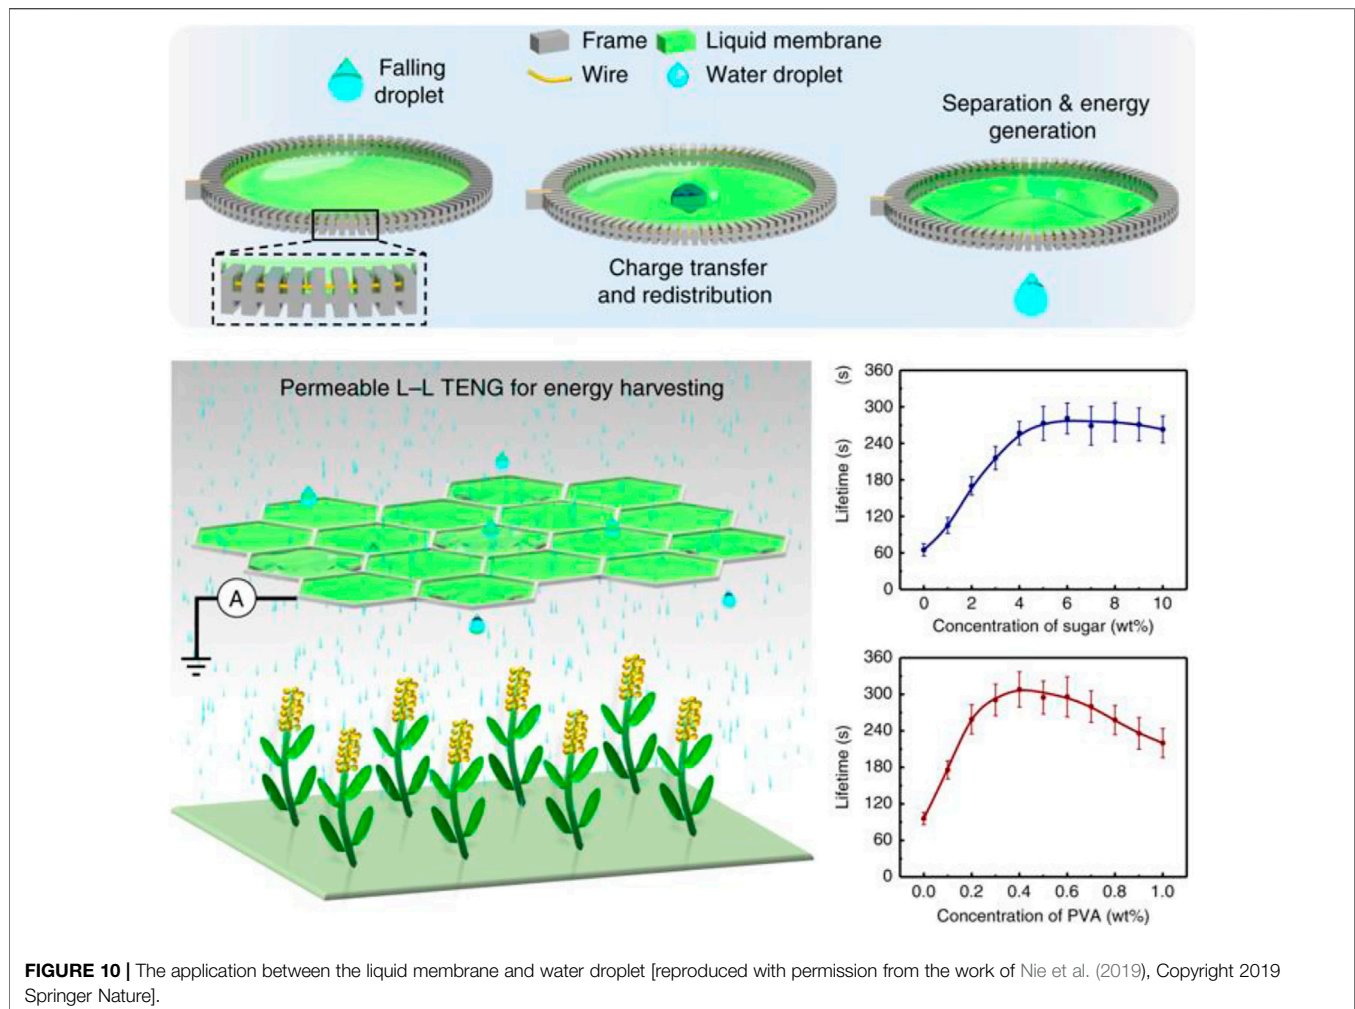 Frame
Liquid membrane
Wire
Water droplet
Falling
droplet
Separation & energy
generation
Charge transfer
and redistribution
Permeable L–L TENG for energy harvesting
A
(s)
Lifetime (s)
360
300
240
180
120
60
0
0 2 4 6 8 10
Concentration of sugar (wt%)
Lifetime (s)
360
300
240
180
120
60
0
0.0 0.2 0.4 0.6 0.8 1.0
Concentration of PVA (wt%)
FIGURE 10 | The application between the liquid membrane and water droplet [reproduced with permission from the work of Nie et al. (2019), Copyright 2019
Springer Nature].